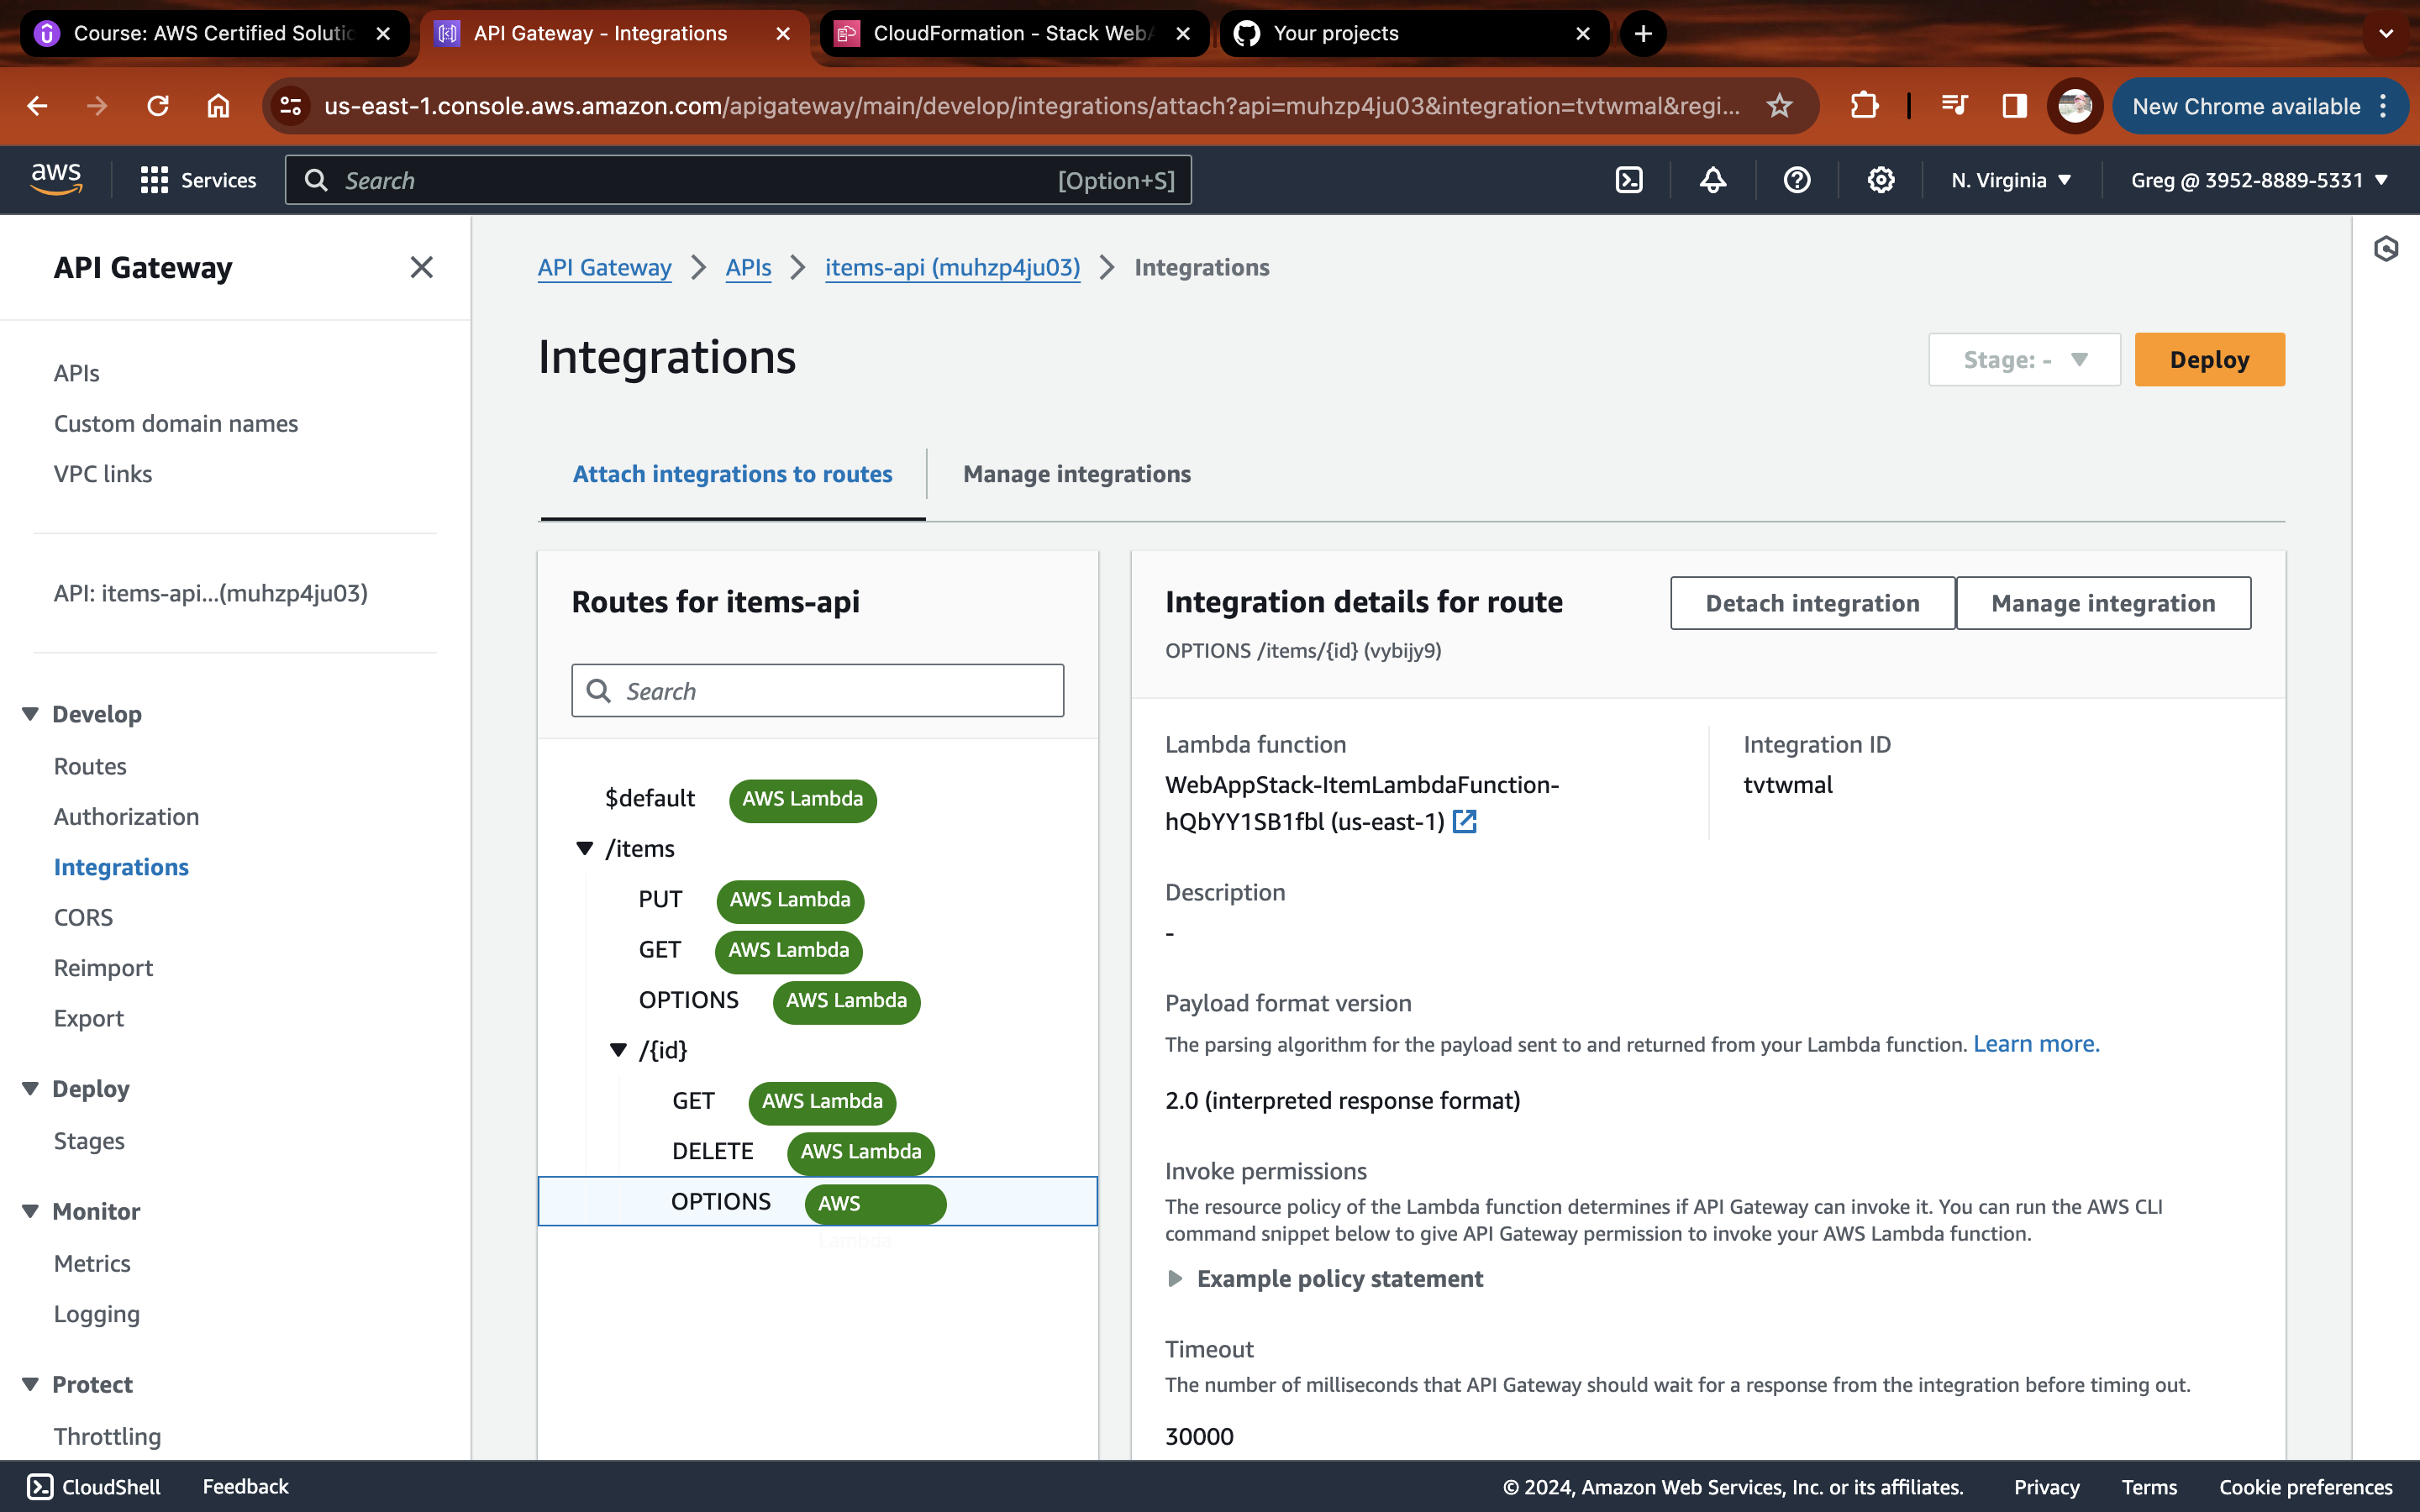 Course: AWS Certified Solutio
API Gateway - Integrations
CloudFormation - Stack WebA
Your projects
us-east-1.console.aws.amazon.com/apigateway/main/develop/integrations/attach?api=muhzp4ju03&integration=tvtwmal&regi...
New Chrome available
aws
Services
Search
[Option+S]
N. Virginia
Greg @ 3952-8889-5331
API Gateway
APIs
Custom domain names
VPC links
API: items-api...(muhzp4ju03)
Develop
Routes
Authorization
Integrations
CORS
Reimport
Export
Deploy
Stages
Monitor
Metrics
Logging
Protect
Throttling
API Gateway
APIs
items-api (muhzp4ju03)
Integrations
Integrations
Stage: -
Deploy
Attach integrations to routes
Manage integrations
Routes for items-api
Search
$default AWS Lambda
/items
PUT AWS Lambda
GET AWS Lambda
OPTIONS AWS Lambda
/{id}
GET AWS Lambda
DELETE AWS Lambda
OPTIONS AWS
Lambda
Integration details for route
Detach integration
Manage integration
OPTIONS /items/{id} (vybijy9)
Lambda function
WebAppStack-ItemLambdaFunction-
hQbYY1SB1fbl (us-east-1)
Integration ID
tvtwmal
Description
-
Payload format version
The parsing algorithm for the payload sent to and returned from your Lambda function. Learn more.
2.0 (interpreted response format)
Invoke permissions
The resource policy of the Lambda function determines if API Gateway can invoke it. You can run the AWS CLI
command snippet below to give API Gateway permission to invoke your AWS Lambda function.
Example policy statement
Timeout
The number of milliseconds that API Gateway should wait for a response from the integration before timing out.
30000
CloudShell
Feedback
© 2024, Amazon Web Services, Inc. or its affiliates.
Privacy
Terms
Cookie preferences